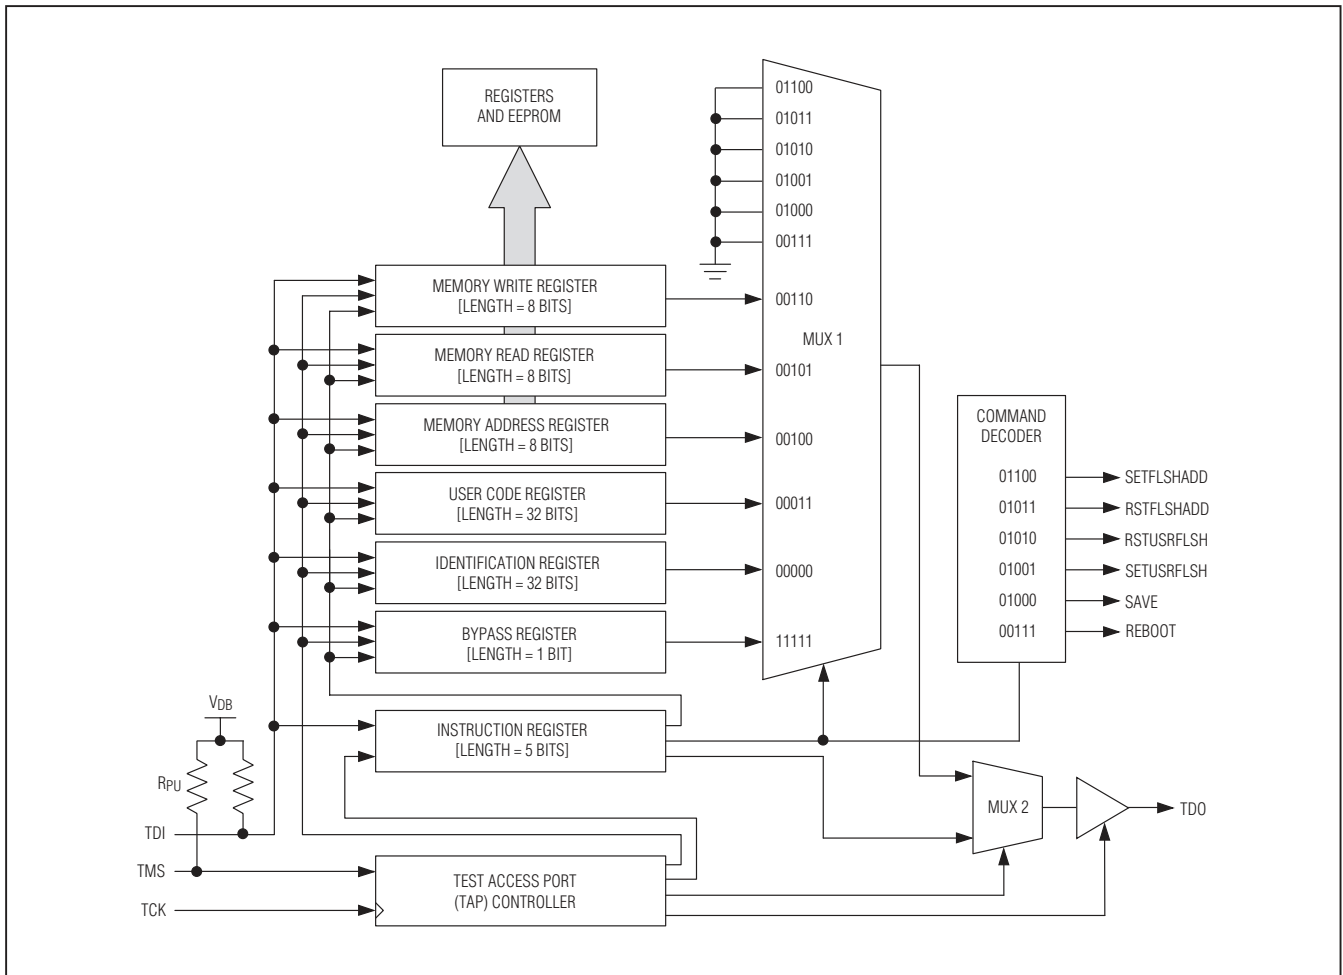 REGISTERS
AND EEPROM
01100
01011
01010
01001
01000
00111
00110
00101
00100
00011
00000
11111
MUX 1
MEMORY WRITE REGISTER
[LENGTH = 8 BITS]
MEMORY READ REGISTER
[LENGTH = 8 BITS]
MEMORY ADDRESS REGISTER
[LENGTH = 8 BITS]
USER CODE REGISTER
[LENGTH = 32 BITS]
IDENTIFICATION REGISTER
[LENGTH = 32 BITS]
BYPASS REGISTER
[LENGTH = 1 BIT]
INSTRUCTION REGISTER
[LENGTH = 5 BITS]
COMMAND
DECODER
01100 SETFLSHADD
01011 RSTFLSHADD
01010 RSTUSRFLSH
01001 SETUSRFLSH
01000 SAVE
00111 REBOOT
VDB
RPU
TDI
TMS
TCK
TEST ACCESS PORT
(TAP) CONTROLLER
MUX 2
TDO